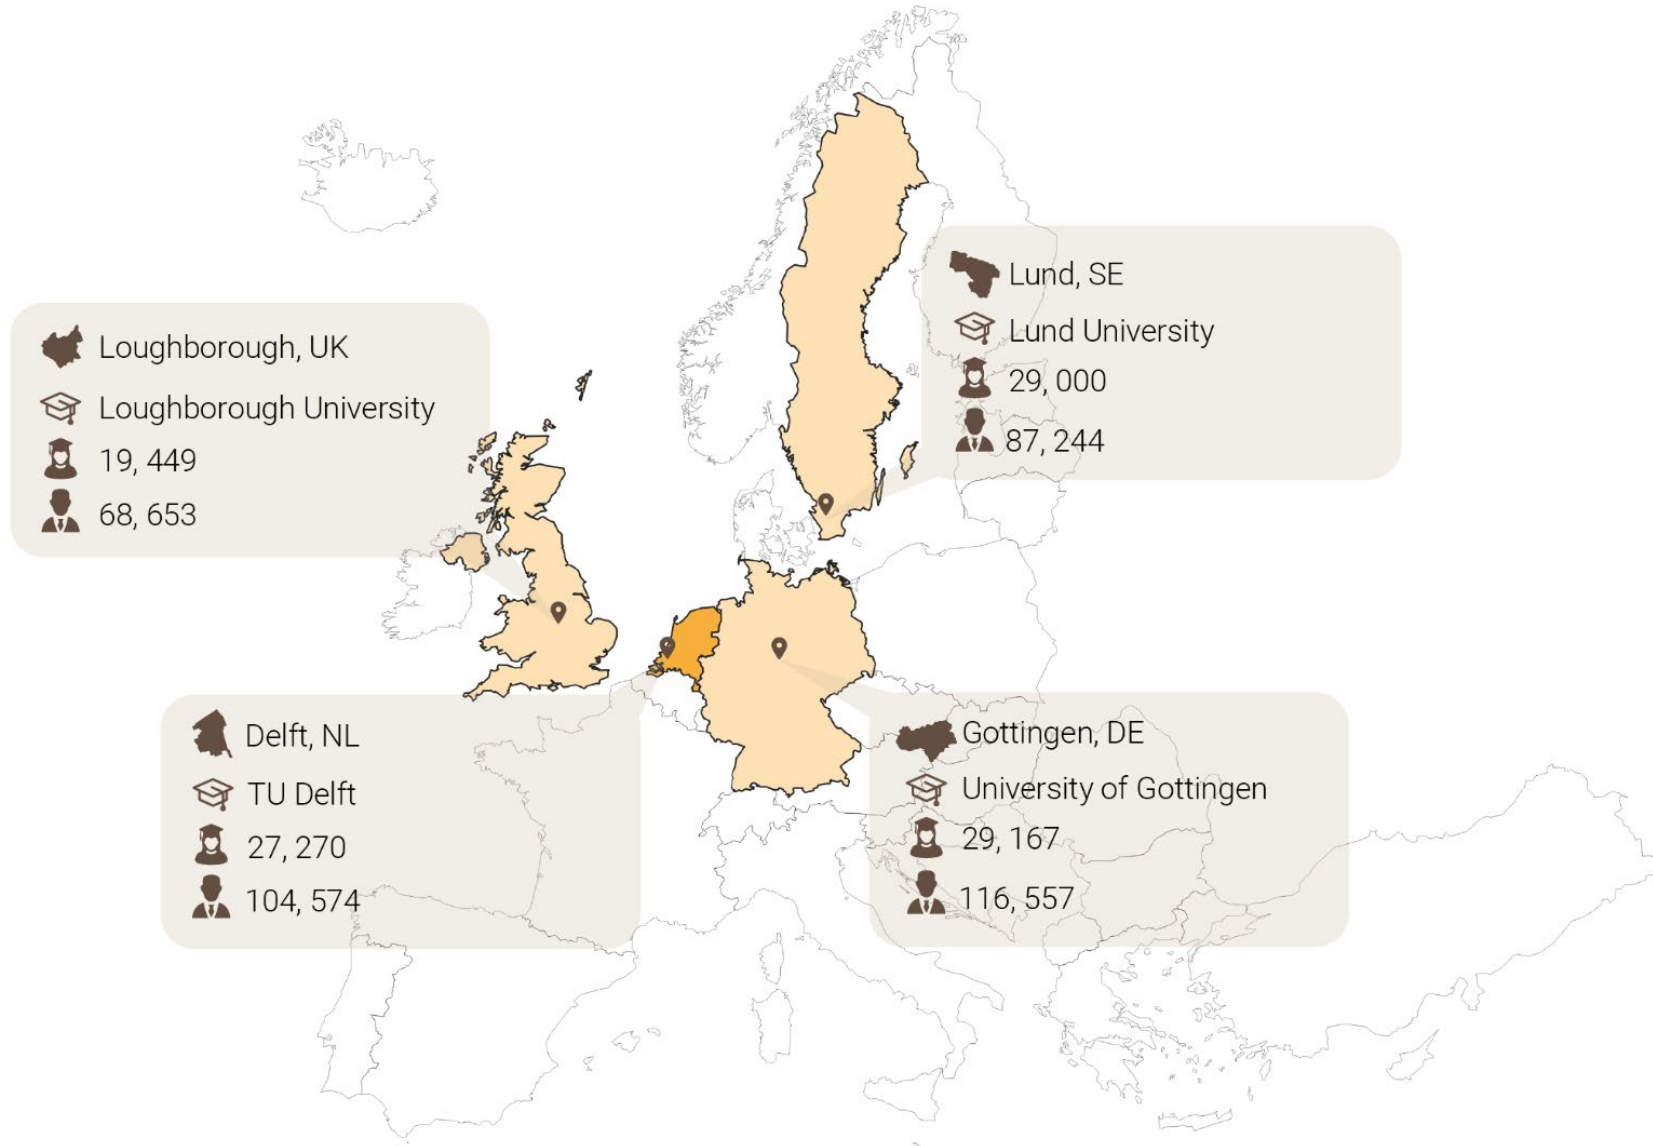 Lund, SE
Lund University
29, 000
87, 244
Loughborough, UK
Loughborough University
19, 449
68, 653
Delft, NL
TU Delft
27, 270
104, 574
Gottingen, DE
University of Gottingen
29, 167
116, 557